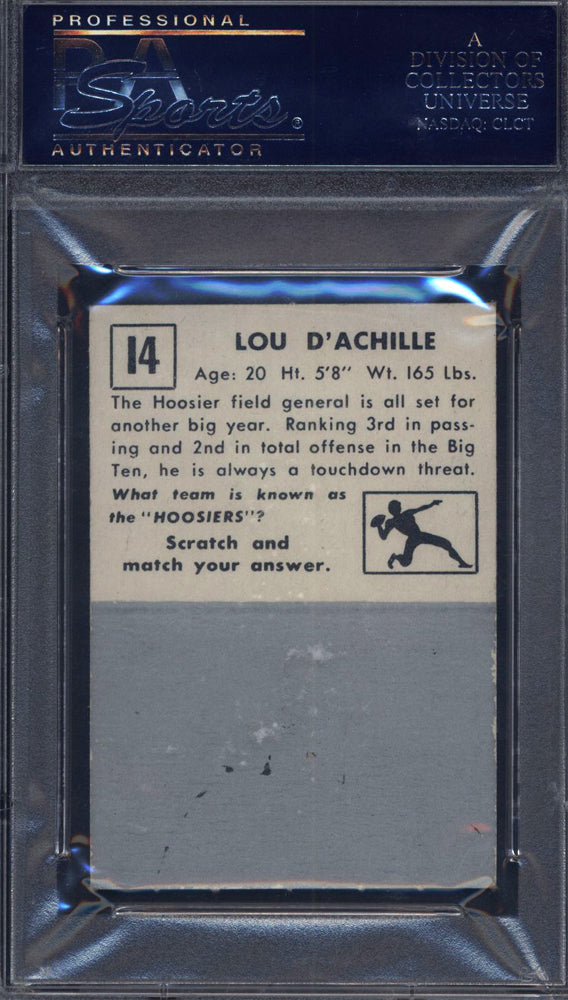 PROFESSIONAL
PSA
Sports®
AUTHENTICATOR
A
DIVISION OF
COLLECTORS
UNIVERSE
NASDAQ: CLCT
14
LOU D'ACHILLE
Age: 20 Ht. 5'8" Wt. 165 Lbs.
The Hoosier field general is all set for
another big year. Ranking 3rd in pass-
ing and 2nd in total offense in the Big
Ten, he is always a touchdown threat.
What team is known as
the "HOOSIERS"?
Scratch and
match your answer.